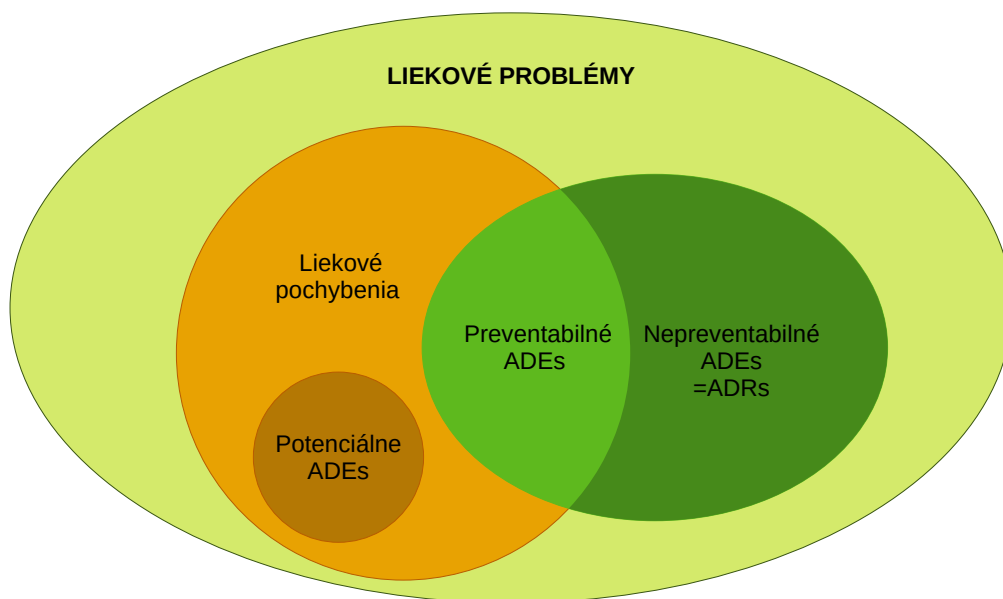 LIEKOVÉ PROBLÉMY
Liekové
pochybenia
Preventabilné
ADEs
Nepreventabilné
ADEs
=ADRs
Potenciálne
ADEs